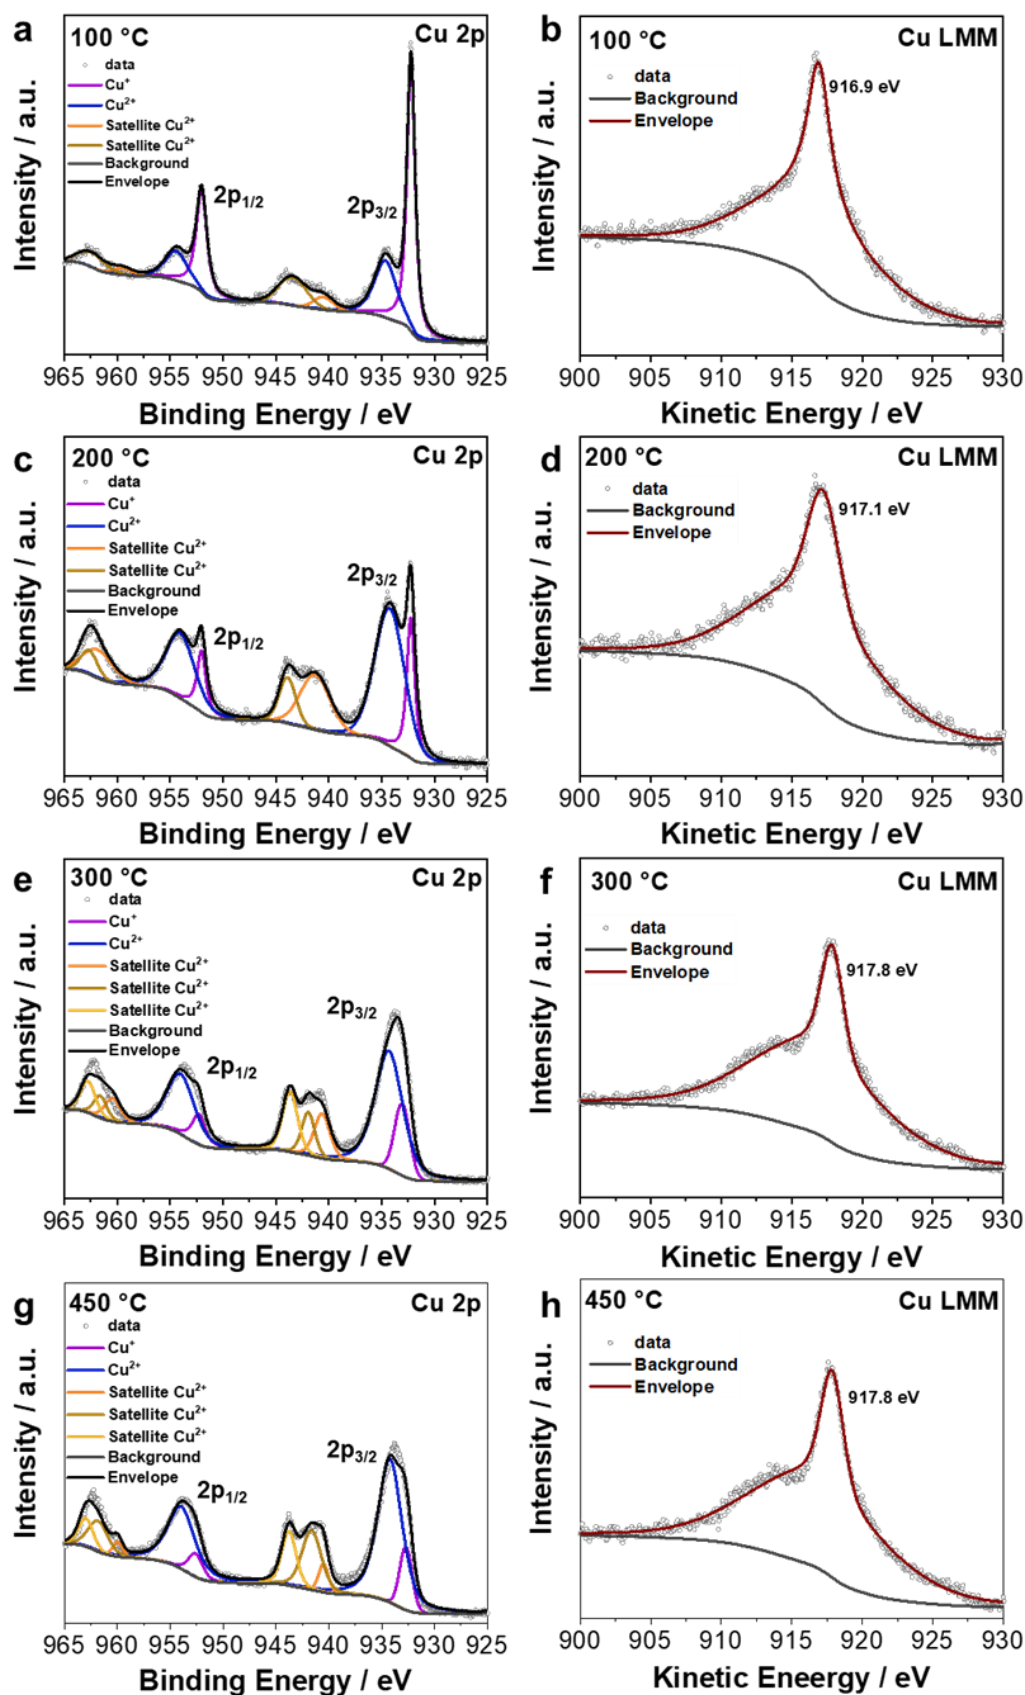 a
100 °C
Cu 2p
data
Cu⁺
Cu²⁺
Satellite Cu²⁺
Satellite Cu²⁺
Background
Envelope
2p₁/₂
2p₃/₂
Intensity / a.u.
965 960 955 950 945 940 935 930 925
Binding Energy / eV
b
100 °C
Cu LMM
data
Background
Envelope
916.9 eV
Intensity / a.u.
900 905 910 915 920 925 930
Kinetic Energy / eV
c
200 °C
Cu 2p
data
Cu⁺
Cu²⁺
Satellite Cu²⁺
Satellite Cu²⁺
Background
Envelope
2p₁/₂
2p₃/₂
Intensity / a.u.
965 960 955 950 945 940 935 930 925
Binding Energy / eV
d
200 °C
Cu LMM
data
Background
Envelope
917.1 eV
Intensity / a.u.
900 905 910 915 920 925 930
Kinetic Energy / eV
e
300 °C
Cu 2p
data
Cu⁺
Cu²⁺
Satellite Cu²⁺
Satellite Cu²⁺
Satellite Cu²⁺
Background
Envelope
2p₁/₂
2p₃/₂
Intensity / a.u.
965 960 955 950 945 940 935 930 925
Binding Energy / eV
f
300 °C
Cu LMM
data
Background
Envelope
917.8 eV
Intensity / a.u.
900 905 910 915 920 925 930
Kinetic Energy / eV
g
450 °C
Cu 2p
data
Cu⁺
Cu²⁺
Satellite Cu²⁺
Satellite Cu²⁺
Satellite Cu²⁺
Background
Envelope
2p₁/₂
2p₃/₂
Intensity / a.u.
965 960 955 950 945 940 935 930 925
Binding Energy / eV
h
450 °C
Cu LMM
data
Background
Envelope
917.8 eV
Intensity / a.u.
900 905 910 915 920 925 930
Kinetic Eneergy / eV